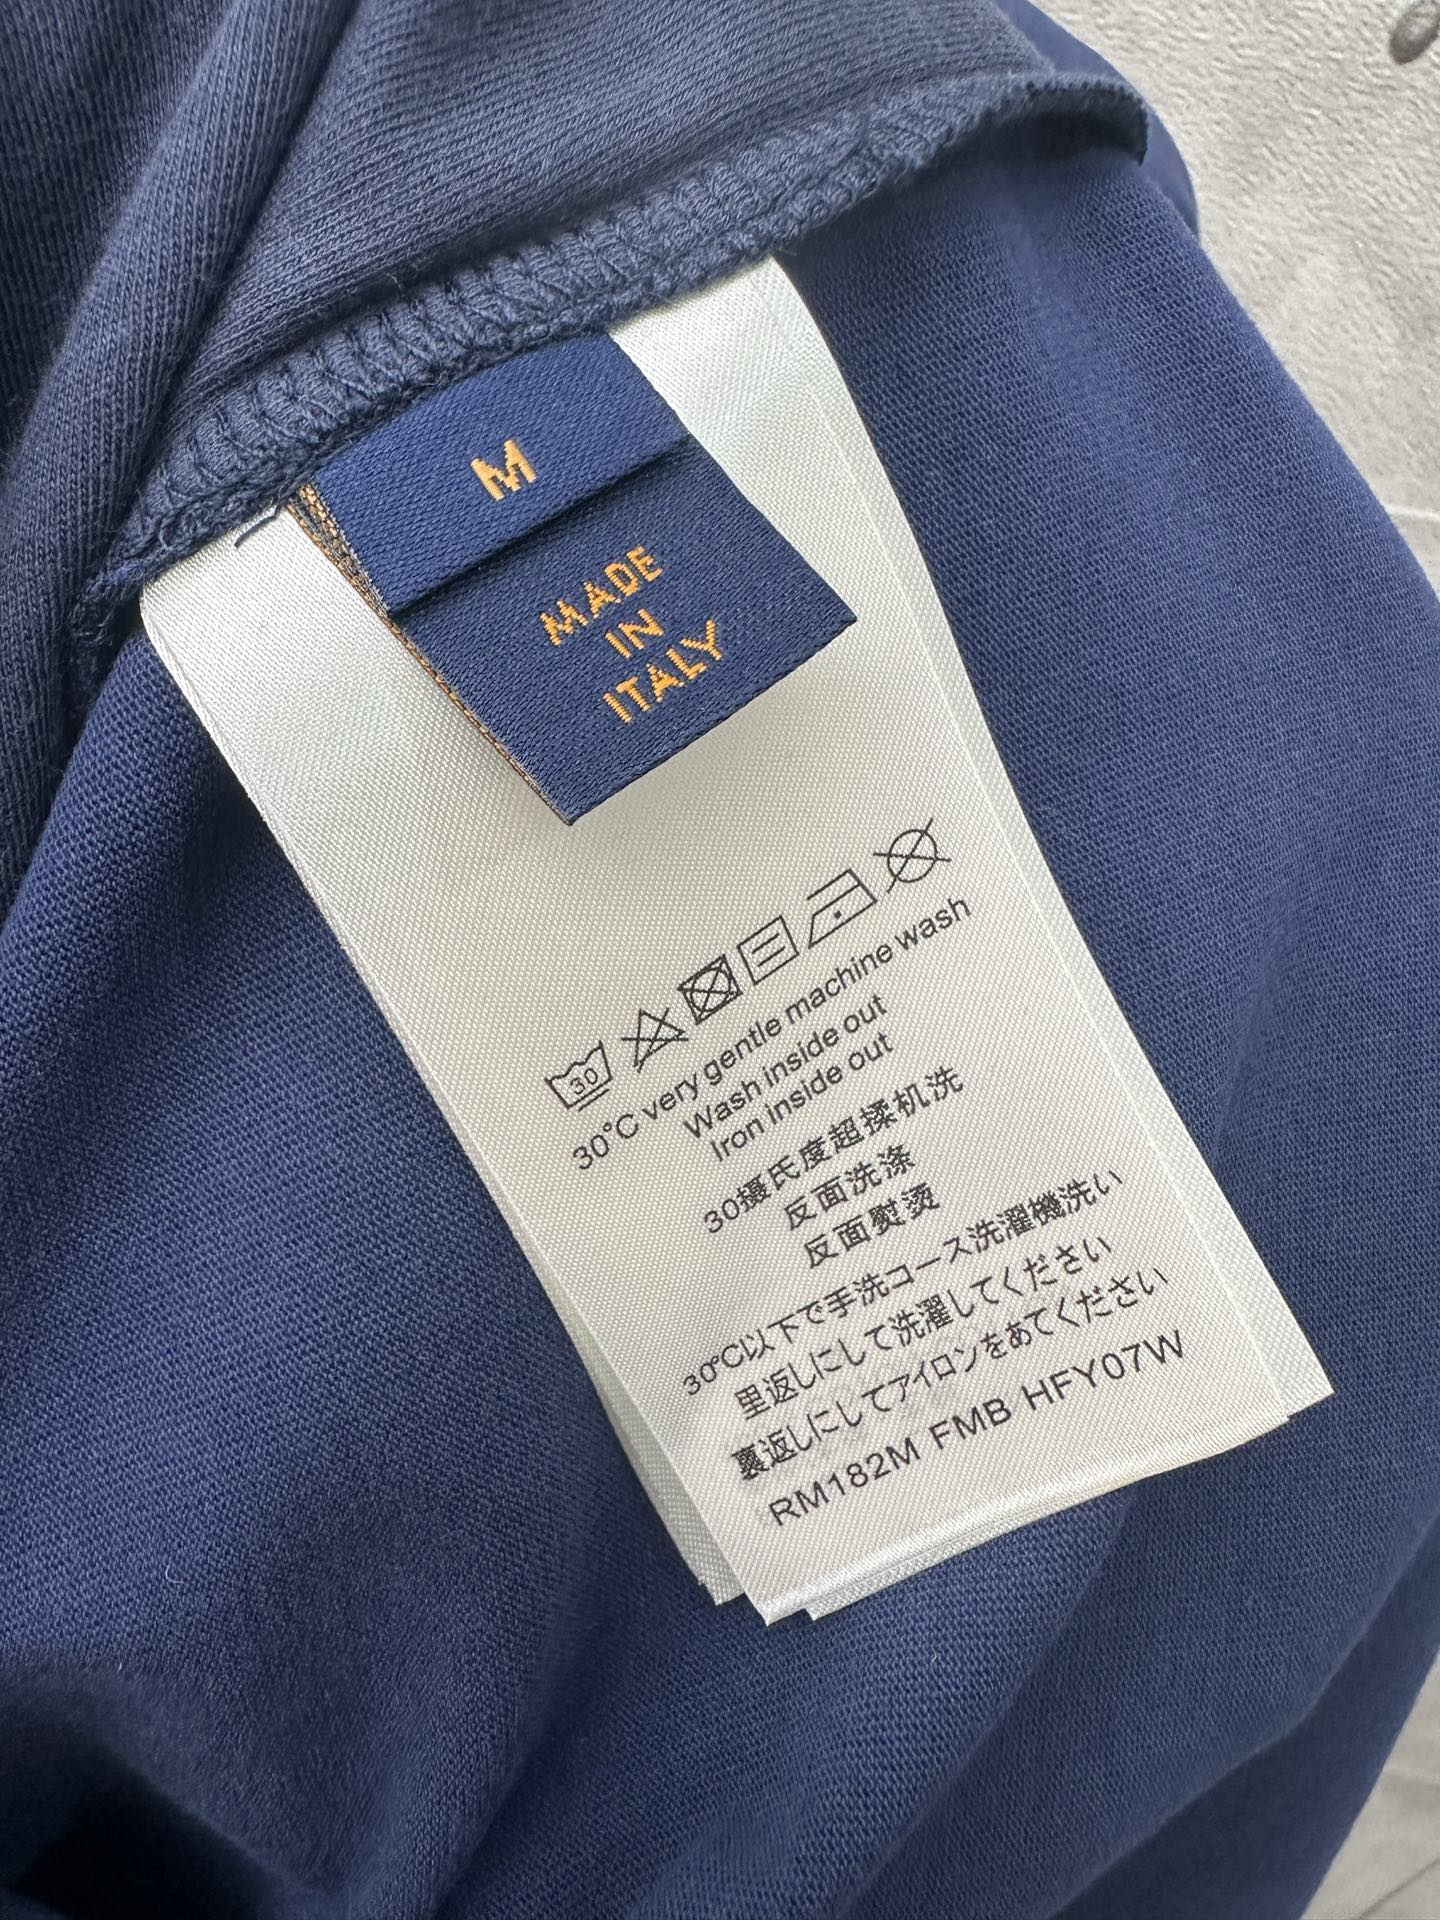 M
MADE
IN
ITALY
30
30°C very gentle machine wash
Wash inside out
Iron inside out
30摄氏度超揉机洗
反面洗涤
反面熨烫
30℃以下で手洗コース洗濯機洗い
里返しにして洗濯してください
裏返しにしてアイロンをあてください
RM182M FMB HFY07W